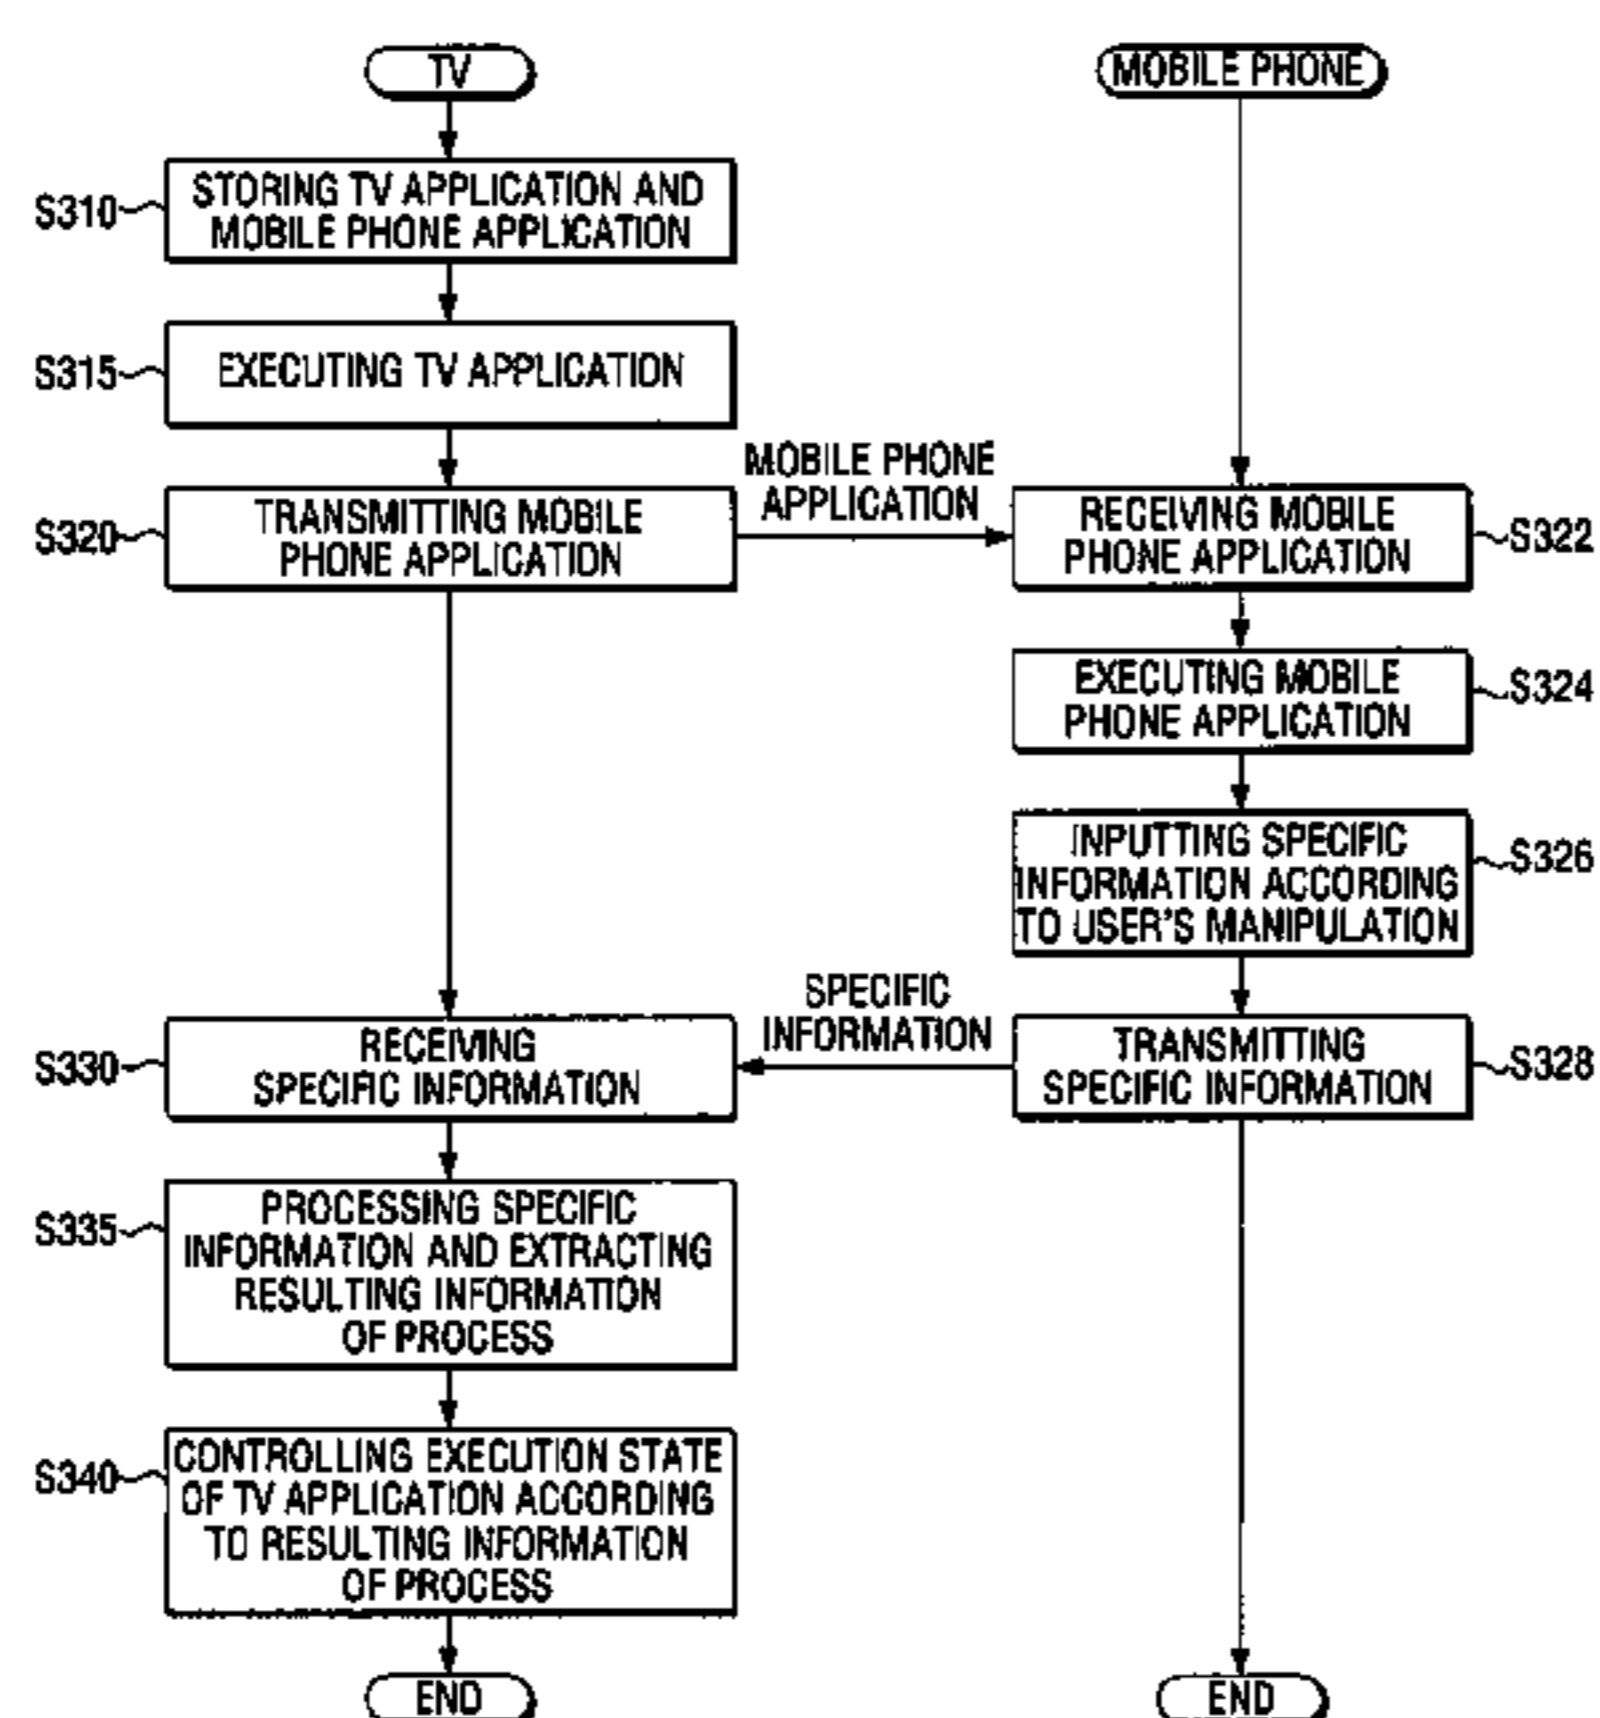 TV
MOBILE PHONE
S310
STORING TV APPLICATION AND
MOBILE PHONE APPLICATION
S315
EXECUTING TV APPLICATION
S320
TRANSMITTING MOBILE
PHONE APPLICATION
MOBILE PHONE
APPLICATION
RECEIVING MOBILE
PHONE APPLICATION
S322
EXECUTING MOBILE
PHONE APPLICATION
S324
INPUTTING SPECIFIC
INFORMATION ACCORDING
TO USER'S MANIPULATION
S326
S330
RECEIVING
SPECIFIC INFORMATION
SPECIFIC
INFORMATION
TRANSMITTING
SPECIFIC INFORMATION
S328
S335
PROCESSING SPECIFIC
INFORMATION AND EXTRACTING
RESULTING INFORMATION
OF PROCESS
S340
CONTROLLING EXECUTION STATE
OF TV APPLICATION ACCORDING
TO RESULTING INFORMATION
OF PROCESS
END
END